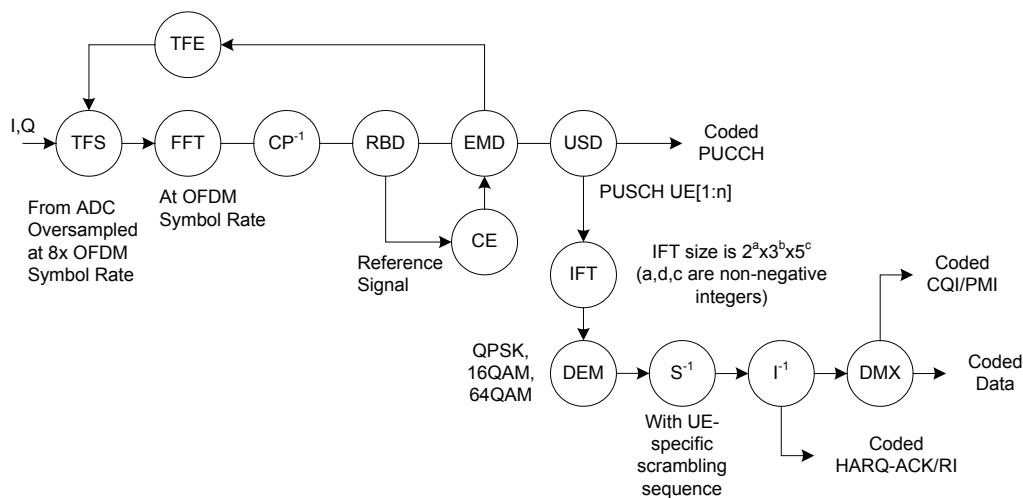 TFE
I,Q
TFS
FFT
CP⁻¹
RBD
EMD
USD
Coded
PUCCH
From ADC
Oversampled
at 8x OFDM
Symbol Rate
At OFDM
Symbol Rate
Reference
Signal
CE
PUSCH UE[1:n]
IFT
IFT size is 2ᵃx3ᵇx5ᶜ
(a,d,c are non-negative
integers)
Coded
CQI/PMI
QPSK,
16QAM,
64QAM
DEM
S⁻¹
I⁻¹
DMX
Coded
Data
With UE-
specific
scrambling
sequence
Coded
HARQ-ACK/RI